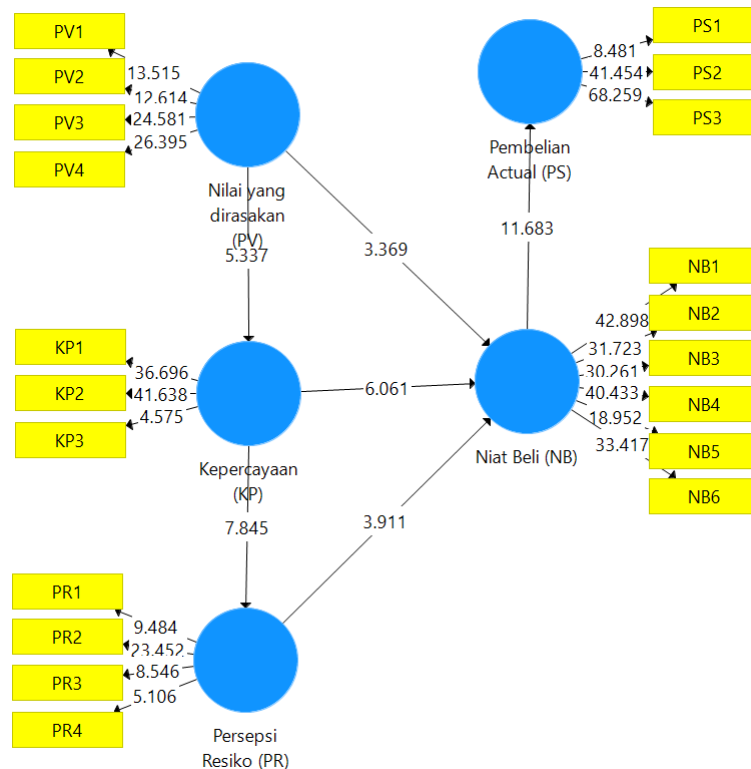 PV1
PV2
PV3
PV4
13.515
12.614
24.581
26.395
Nilai yang
dirasakan
(PV)
PS1
PS2
PS3
8.481
41.454
68.259
Pembelian
Actual (PS)
5.337
3.369
11.683
KP1
KP2
KP3
36.696
41.638
4.575
Kepercayaan
(KP)
6.061
NB1
NB2
NB3
NB4
NB5
NB6
42.898
31.723
30.261
40.433
18.952
33.417
Niat Beli (NB)
7.845
3.911
PR1
PR2
PR3
PR4
9.484
23.452
8.546
5.106
Persepsi
Resiko (PR)